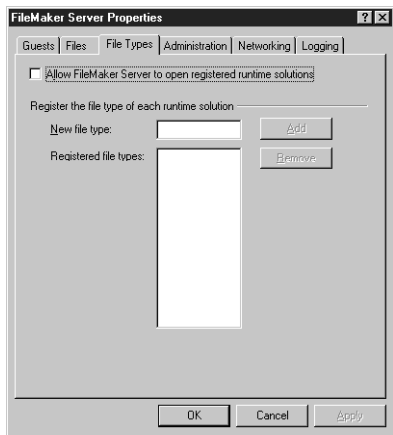 FileMaker Server Properties
Guests Files File Types Administration Networking Logging
Allow FileMaker Server to open registered runtime solutions
Register the file type of each runtime solution
New file type: Add
Registered file types: Remove
OK Cancel Apply